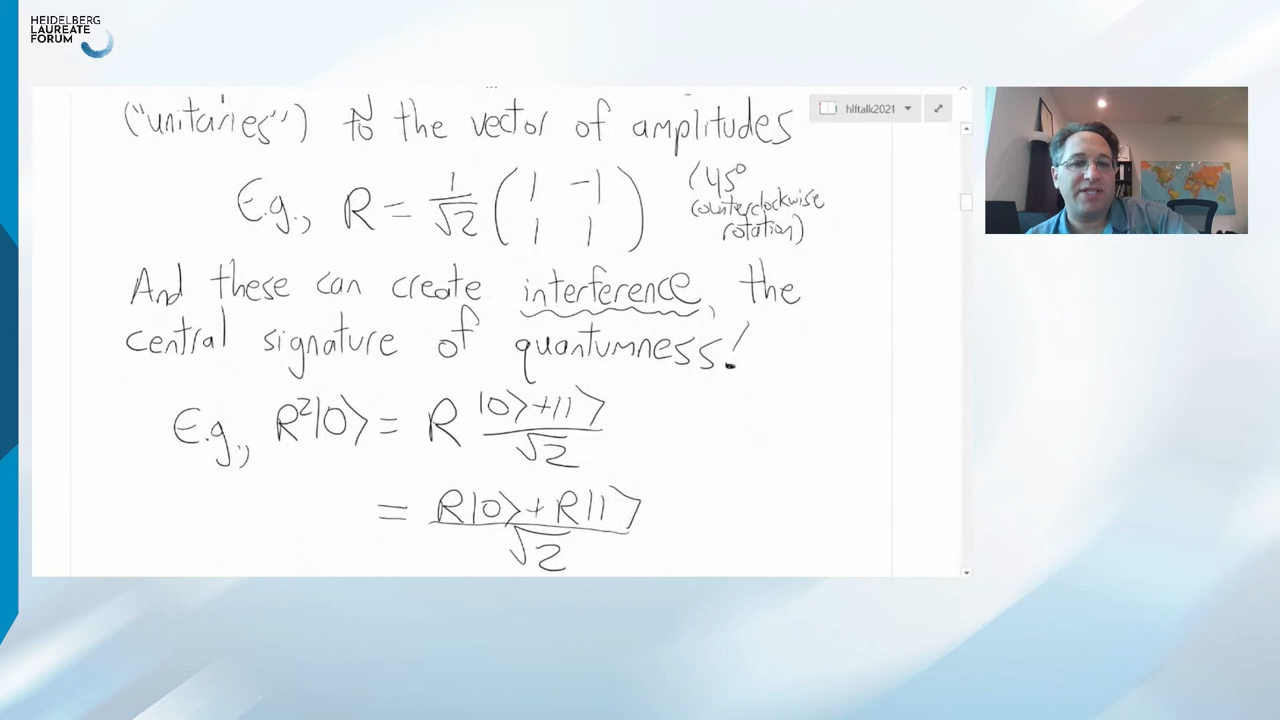 HEIDELBERG
LAUREATE
FORUM
("unitaries") to the vector of amplitudes
hlftalk2021
E.g., R = 1/√2 (1 -1
1 1)
(45°
counterclockwise
rotation)
And these can create interference, the
central signature of quantumness!
E.g., R²|0⟩ = R |0⟩+|1⟩/√2
= R|0⟩+R|1⟩/√2